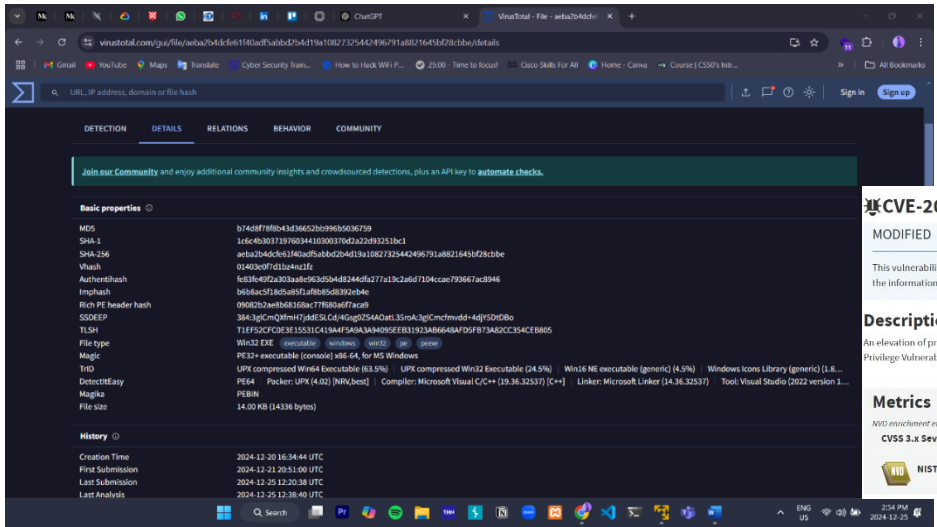 ChatGPT
VirusTotal - File - aeba2b4dcfe6
virustotal.com/gui/file/aeba2b4dcfe61f40adf5abbd2b4d19a10827325442496791a8821645bf28cbbe/details
Gmail YouTube Maps Translate Cyber Security Train... How to Hack WiFi P... 25:00 - Time to focus! Cisco Skills For All Home - Canva Course | CS50's Intr... » All Bookmarks
URL, IP address, domain or file hash
Sign in Sign up
DETECTION DETAILS RELATIONS BEHAVIOR COMMUNITY
Join our Community and enjoy additional community insights and crowdsourced detections, plus an API key to automate checks.
Basic properties
MD5 b74d8f78f8b43d36652bb996b5036759
SHA-1 1c6c4b30371976034410300370d2a22d93251bc1
SHA-256 aeba2b4dcfe61f40adf5abbd2b4d19a10827325442496791a8821645bf28cbbe
Vhash 01403e0f7d1bz4nz1fz
Authentihash fe83fe49f2a303aa8e963d5b4d8244dfa277a19c2a6d7104ccae793667ac8946
Imphash b6b8ac5f18d5a85f1af8b85d8392eb4e
Rich PE header hash 09082b2ae8b68168ac77f680a6f7aca9
SSDEEP 384:3glCmQXfmH7jddESLCd/4Gsg0ZS4AOatL3SroA:3glCmcfmvdd+4djYSDtDBo
TLSH T1EF52CFC0E3E15531C419A4F5A9A3A94095EEB31923AB6648AFD5FB73A82CC354CEB805
File type Win32 EXE executable windows win32 pe peexe
Magic PE32+ executable (console) x86-64, for MS Windows
TrID UPX compressed Win64 Executable (63.5%) | UPX compressed Win32 Executable (24.5%) | Win16 NE executable (generic) (4.5%) | Windows Icons Library (generic) (1.8...
DetectItEasy PE64 | Packer: UPX (4.02) [NRV,best] | Compiler: Microsoft Visual C/C++ (19.36.32537) [C++] | Linker: Microsoft Linker (14.36.32537) | Tool: Visual Studio (2022 version 1...
Magika PEBIN
File size 14.00 KB (14336 bytes)
History
Creation Time 2024-12-20 16:34:44 UTC
First Submission 2024-12-21 20:51:00 UTC
Last Submission 2024-12-25 12:20:38 UTC
Last Analysis 2024-12-25 12:38:40 UTC
Search
ENG
US
2:54 PM
2024-12-25
CVE-20
MODIFIED
This vulnerabili
the information
Descriptio
An elevation of pr
Privilege Vulnerab
Metrics
NVD enrichment e
CVSS 3.x Sev
NVD
NIST